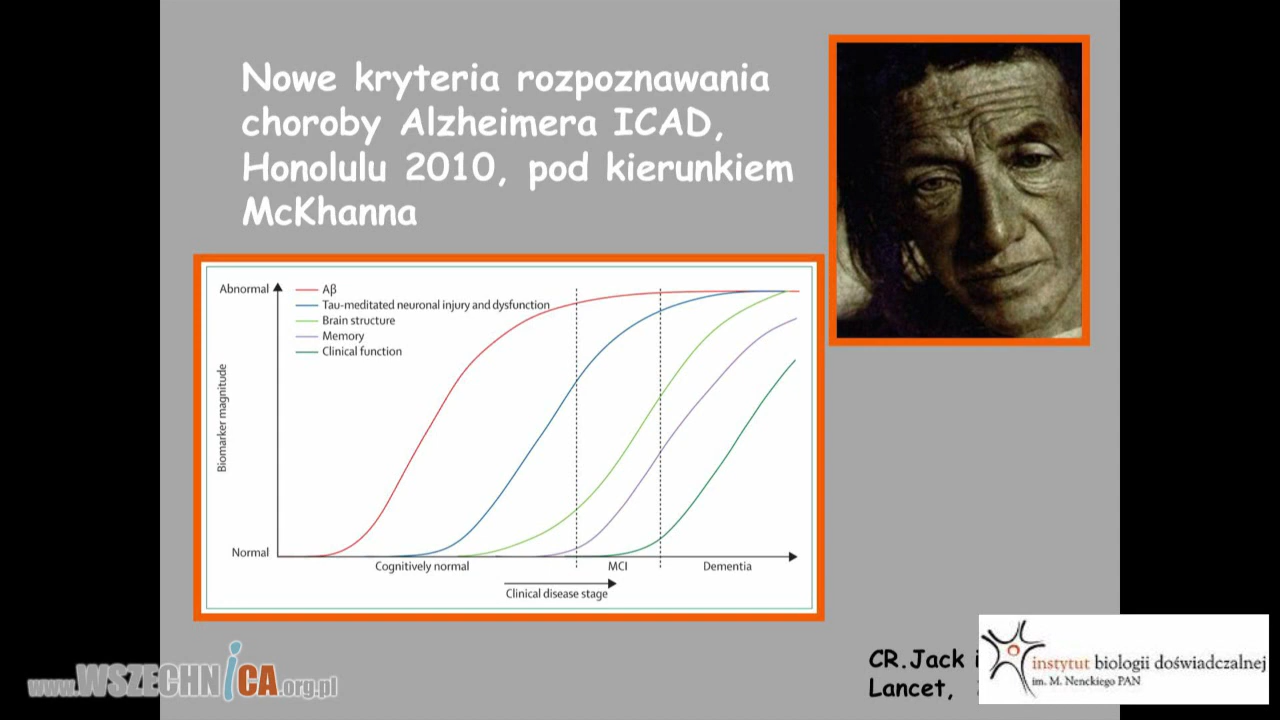 Nowe kryteria rozpoznawania
choroby Alzheimera ICAD,
Honolulu 2010, pod kierunkiem
McKhanna
Abnormal
Aβ
Tau-meditated neuronal injury and dysfunction
Brain structure
Memory
Clinical function
Biomarker magnitude
Normal
Cognitively normal
MCI
Dementia
Clinical disease stage
CR.Jack
Lancet,
instytut biologii doświadczalnej
im. M. Nenckiego PAN
www.WSZECHNICA.org.pl